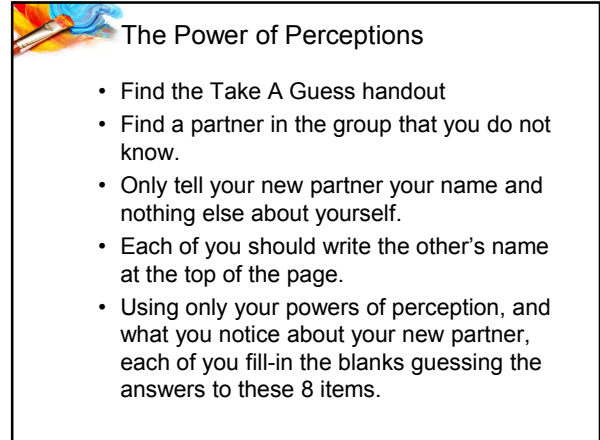 The Power of Perceptions
• Find the Take A Guess handout
• Find a partner in the group that you do not
know.
• Only tell your new partner your name and
nothing else about yourself.
• Each of you should write the other’s name
at the top of the page.
• Using only your powers of perception, and
what you notice about your new partner,
each of you fill-in the blanks guessing the
answers to these 8 items.